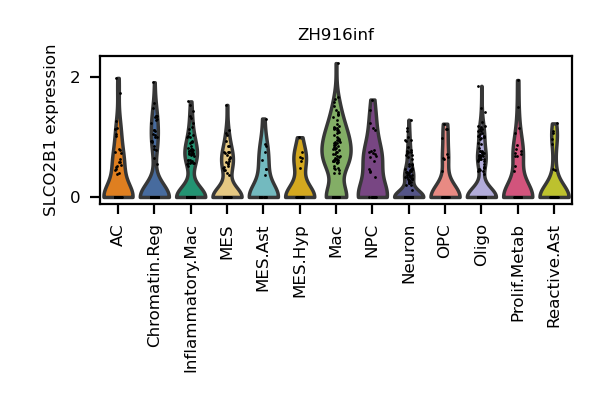 ZH916inf
SLCO2B1 expression
2
0
AC
Chromatin.Reg
Inflammatory.Mac
MES
MES.Ast
MES.Hyp
Mac
NPC
Neuron
OPC
Oligo
Prolif.Metab
Reactive.Ast